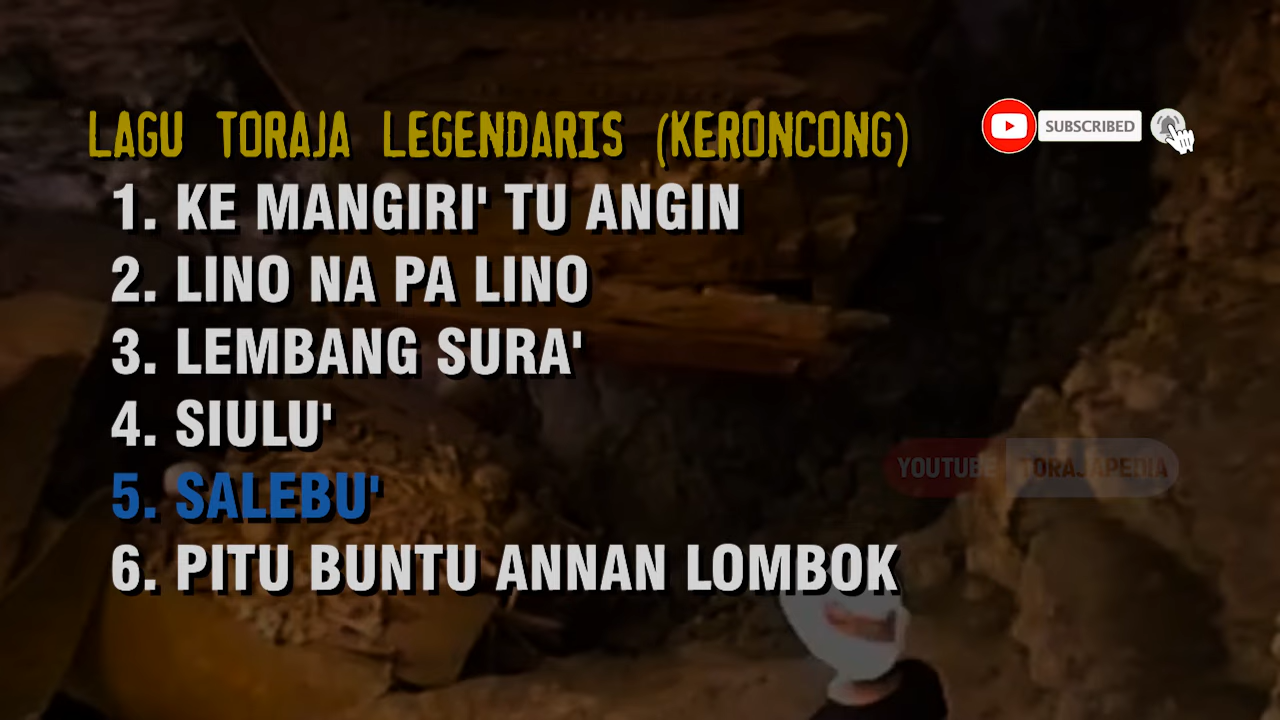 LAGU TORAJA LEGENDARIS (KERONCONG)
SUBSCRIBED
1. KE MANGIRI' TU ANGIN
2. LINO NA PA LINO
3. LEMBANG SURA'
4. SIULU'
5. SALEBU'
YOUTUBE TORAJAPEDIA
6. PITU BUNTU ANNAN LOMBOK